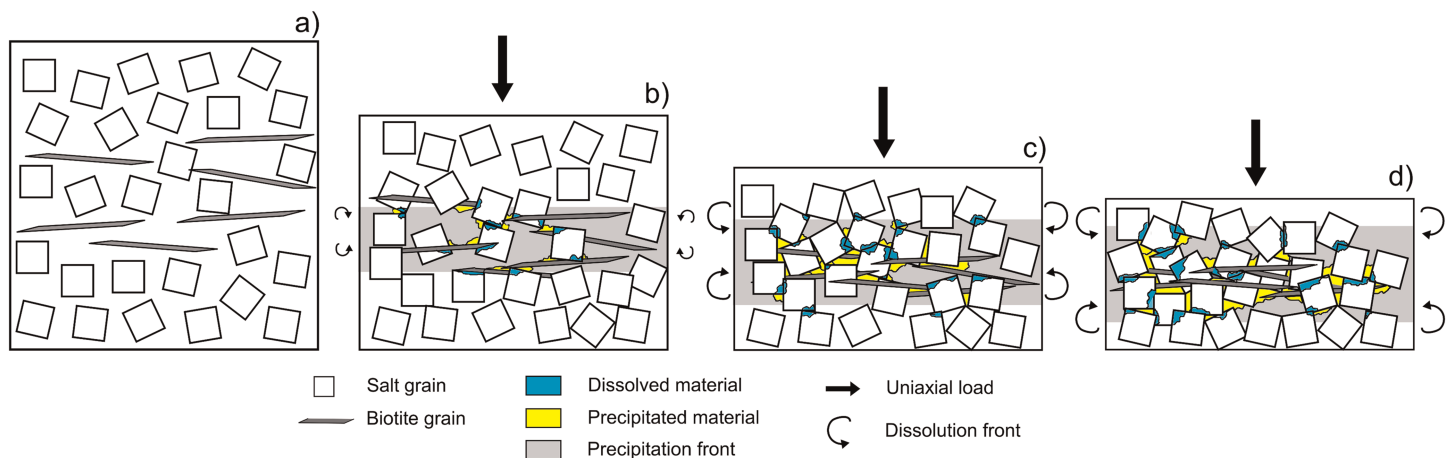 a)
b)
c)
d)
Salt grain
Biotite grain
Dissolved material
Precipitated material
Precipitation front
Uniaxial load
Dissolution front